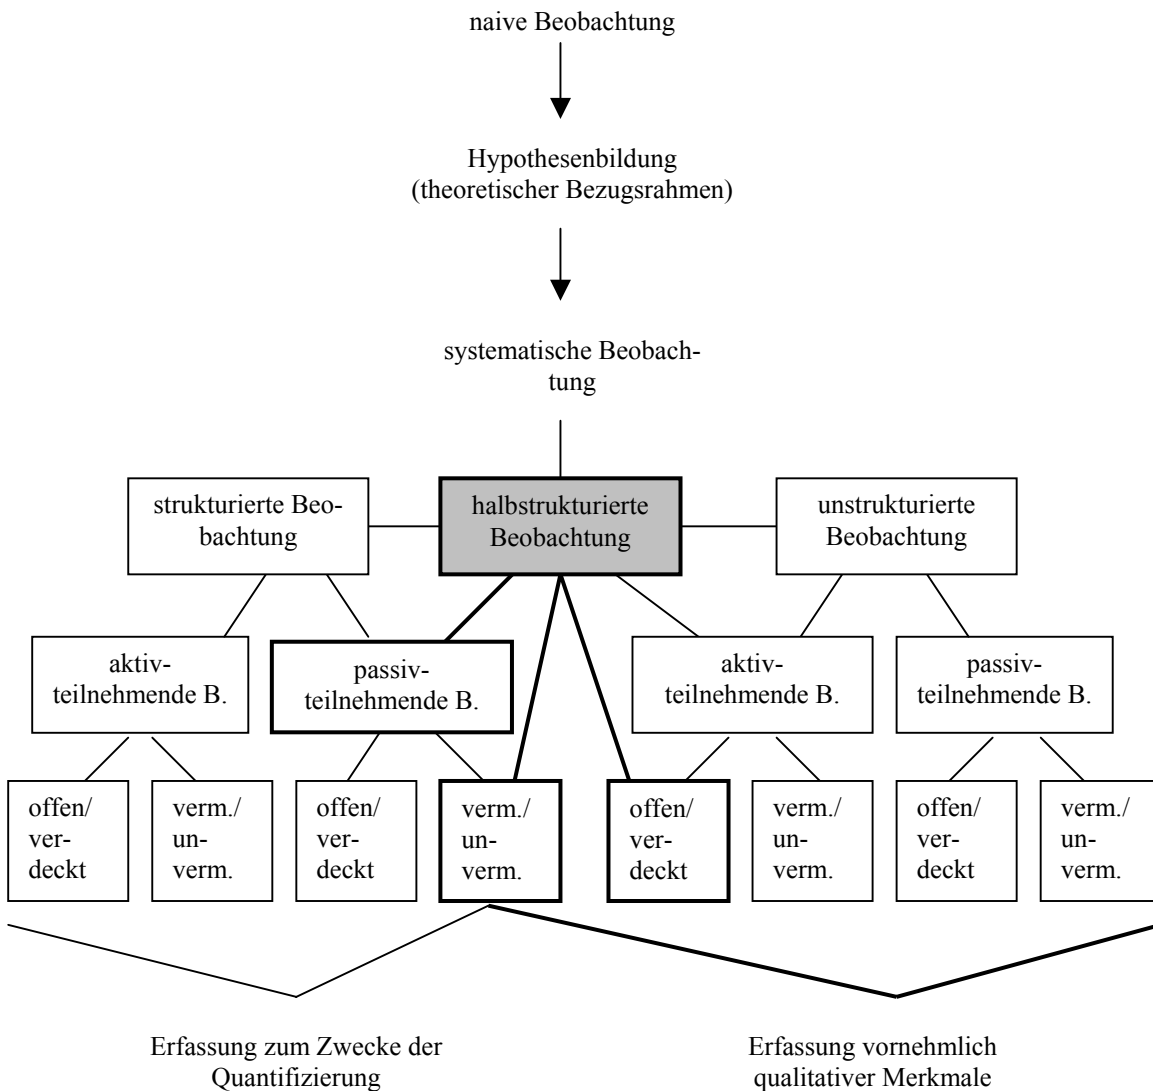 naive Beobachtung
Hypothesenbildung
(theoretischer Bezugsrahmen)
systematische Beobach-
tung
strukturierte Beo-
bachtung
halbstrukturierte
Beobachtung
unstrukturierte
Beobachtung
aktiv-
teilnehmende B.
passiv-
teilnehmende B.
aktiv-
teilnehmende B.
passiv-
teilnehmende B.
offen/
ver-
deckt
verm./
un-
verm.
offen/
ver-
deckt
verm./
un-
verm.
offen/
ver-
deckt
verm./
un-
verm.
offen/
ver-
deckt
verm./
un-
verm.
Erfassung zum Zwecke der
Quantifizierung
Erfassung vornehmlich
qualitativer Merkmale